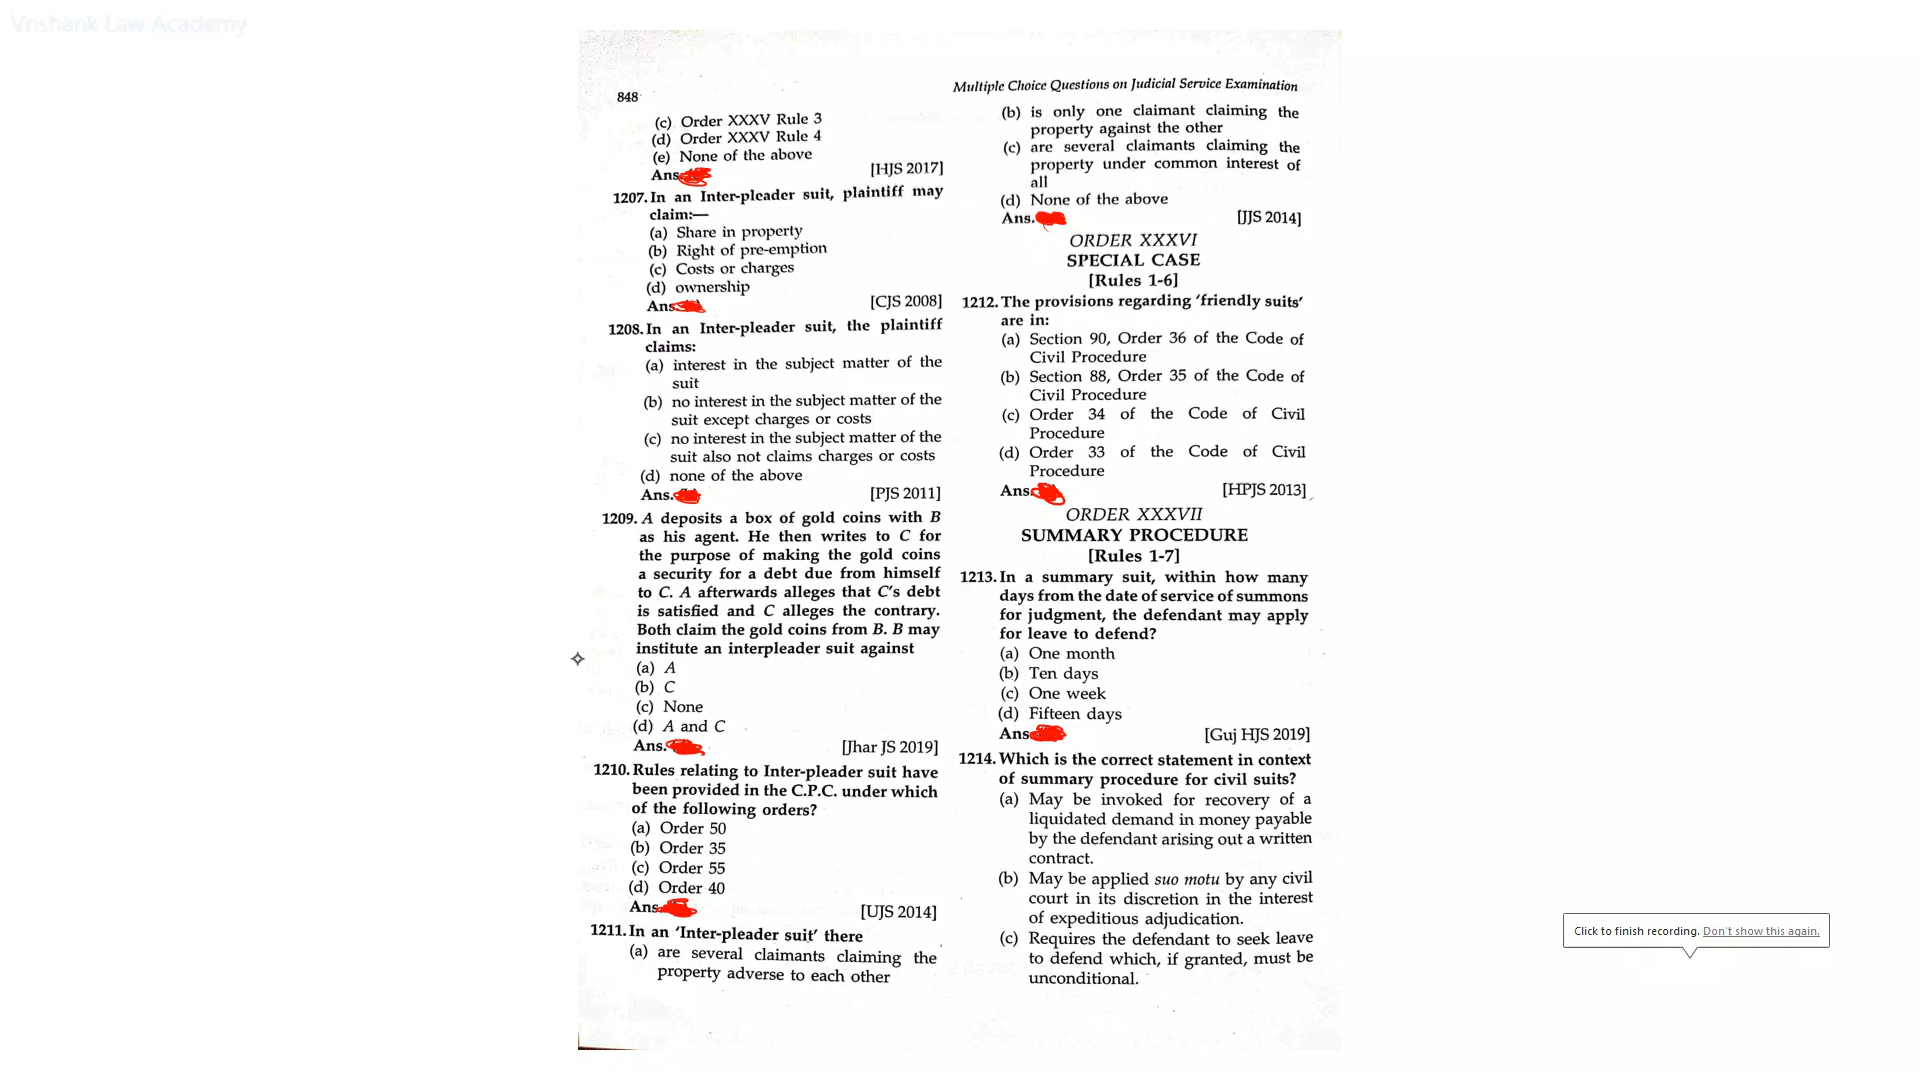 Vrishank Law Academy
848
Multiple Choice Questions on Judicial Service Examination
(c) Order XXXV Rule 3
(d) Order XXXV Rule 4
(e) None of the above
Ans. [HJS 2017]
1207. In an Inter-pleader suit, plaintiff may
claim:—
(a) Share in property
(b) Right of pre-emption
(c) Costs or charges
(d) ownership
Ans. [CJS 2008]
1208. In an Inter-pleader suit, the plaintiff
claims:
(a) interest in the subject matter of the
suit
(b) no interest in the subject matter of the
suit except charges or costs
(c) no interest in the subject matter of the
suit also not claims charges or costs
(d) none of the above
Ans. [PJS 2011]
1209. A deposits a box of gold coins with B
as his agent. He then writes to C for
the purpose of making the gold coins
a security for a debt due from himself
to C. A afterwards alleges that C's debt
is satisfied and C alleges the contrary.
Both claim the gold coins from B. B may
institute an interpleader suit against
(a) A
(b) C
(c) None
(d) A and C
Ans. [Jhar JS 2019]
1210. Rules relating to Inter-pleader suit have
been provided in the C.P.C. under which
of the following orders?
(a) Order 50
(b) Order 35
(c) Order 55
(d) Order 40
Ans. [UJS 2014]
1211. In an 'Inter-pleader suit' there
(a) are several claimants claiming the
property adverse to each other
(b) is only one claimant claiming the
property against the other
(c) are several claimants claiming the
property under common interest of
all
(d) None of the above
Ans. [JJS 2014]
ORDER XXXVI
SPECIAL CASE
[Rules 1-6]
1212. The provisions regarding 'friendly suits'
are in:
(a) Section 90, Order 36 of the Code of
Civil Procedure
(b) Section 88, Order 35 of the Code of
Civil Procedure
(c) Order 34 of the Code of Civil
Procedure
(d) Order 33 of the Code of Civil
Procedure
Ans. [HPJS 2013]
ORDER XXXVII
SUMMARY PROCEDURE
[Rules 1-7]
1213. In a summary suit, within how many
days from the date of service of summons
for judgment, the defendant may apply
for leave to defend?
(a) One month
(b) Ten days
(c) One week
(d) Fifteen days
Ans [Guj HJS 2019]
1214. Which is the correct statement in context
of summary procedure for civil suits?
(a) May be invoked for recovery of a
liquidated demand in money payable
by the defendant arising out a written
contract.
(b) May be applied suo motu by any civil
court in its discretion in the interest
of expeditious adjudication.
(c) Requires the defendant to seek leave
to defend which, if granted, must be
unconditional.
Click to finish recording. Don't show this again.